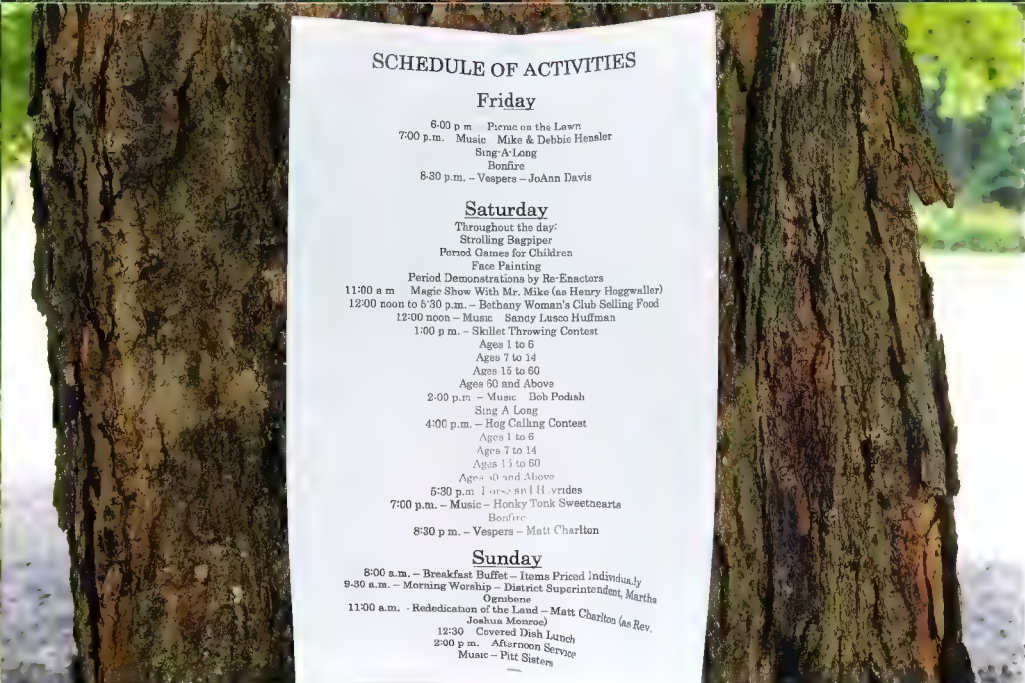 SCHEDULE OF ACTIVITIES
Friday
6:00 p m Picnic on the Lawn
7:00 p.m. Music Mike & Debbie Hensler
Sing-A-Long
Bonfire
8:30 p.m. – Vespers – JoAnn Davis
Saturday
Throughout the day:
Strolling Bagpiper
Period Games for Children
Face Painting
Period Demonstrations by Re-Enactors
11:00 a m Magic Show With Mr. Mike (as Henry Hoggwaller)
12:00 noon to 5:30 p.m. – Bethany Woman's Club Selling Food
12:00 noon – Music Sandy Lusco Huffman
1:00 p m. – Skillet Throwing Contest
Ages 1 to 6
Ages 7 to 14
Ages 15 to 60
Ages 60 and Above
2:00 p.m – Music Bob Podish
Sing A Long
4:00 p.m. – Hog Calling Contest
Ages 1 to 6
Ages 7 to 14
Ages 15 to 60
Ages 60 and Above
5:30 p.m
7:00 p.m. – Music – Honky Tonk Sweethearts
Bonfire
8:30 p.m. – Vespers – Matt Charlton
Sunday
8:00 a.m. – Breakfast Buffet – Items Priced Individually
9:30 a.m. – Morning Worship – District Superintendent, Martha
Ognibene
11:00 a.m. - Rededication of the Land – Matt Charlton (as Rev.
Joshua Monroe)
12:30 Covered Dish Lunch
2:00 p m. Afternoon Service
Music – Pitt Sisters